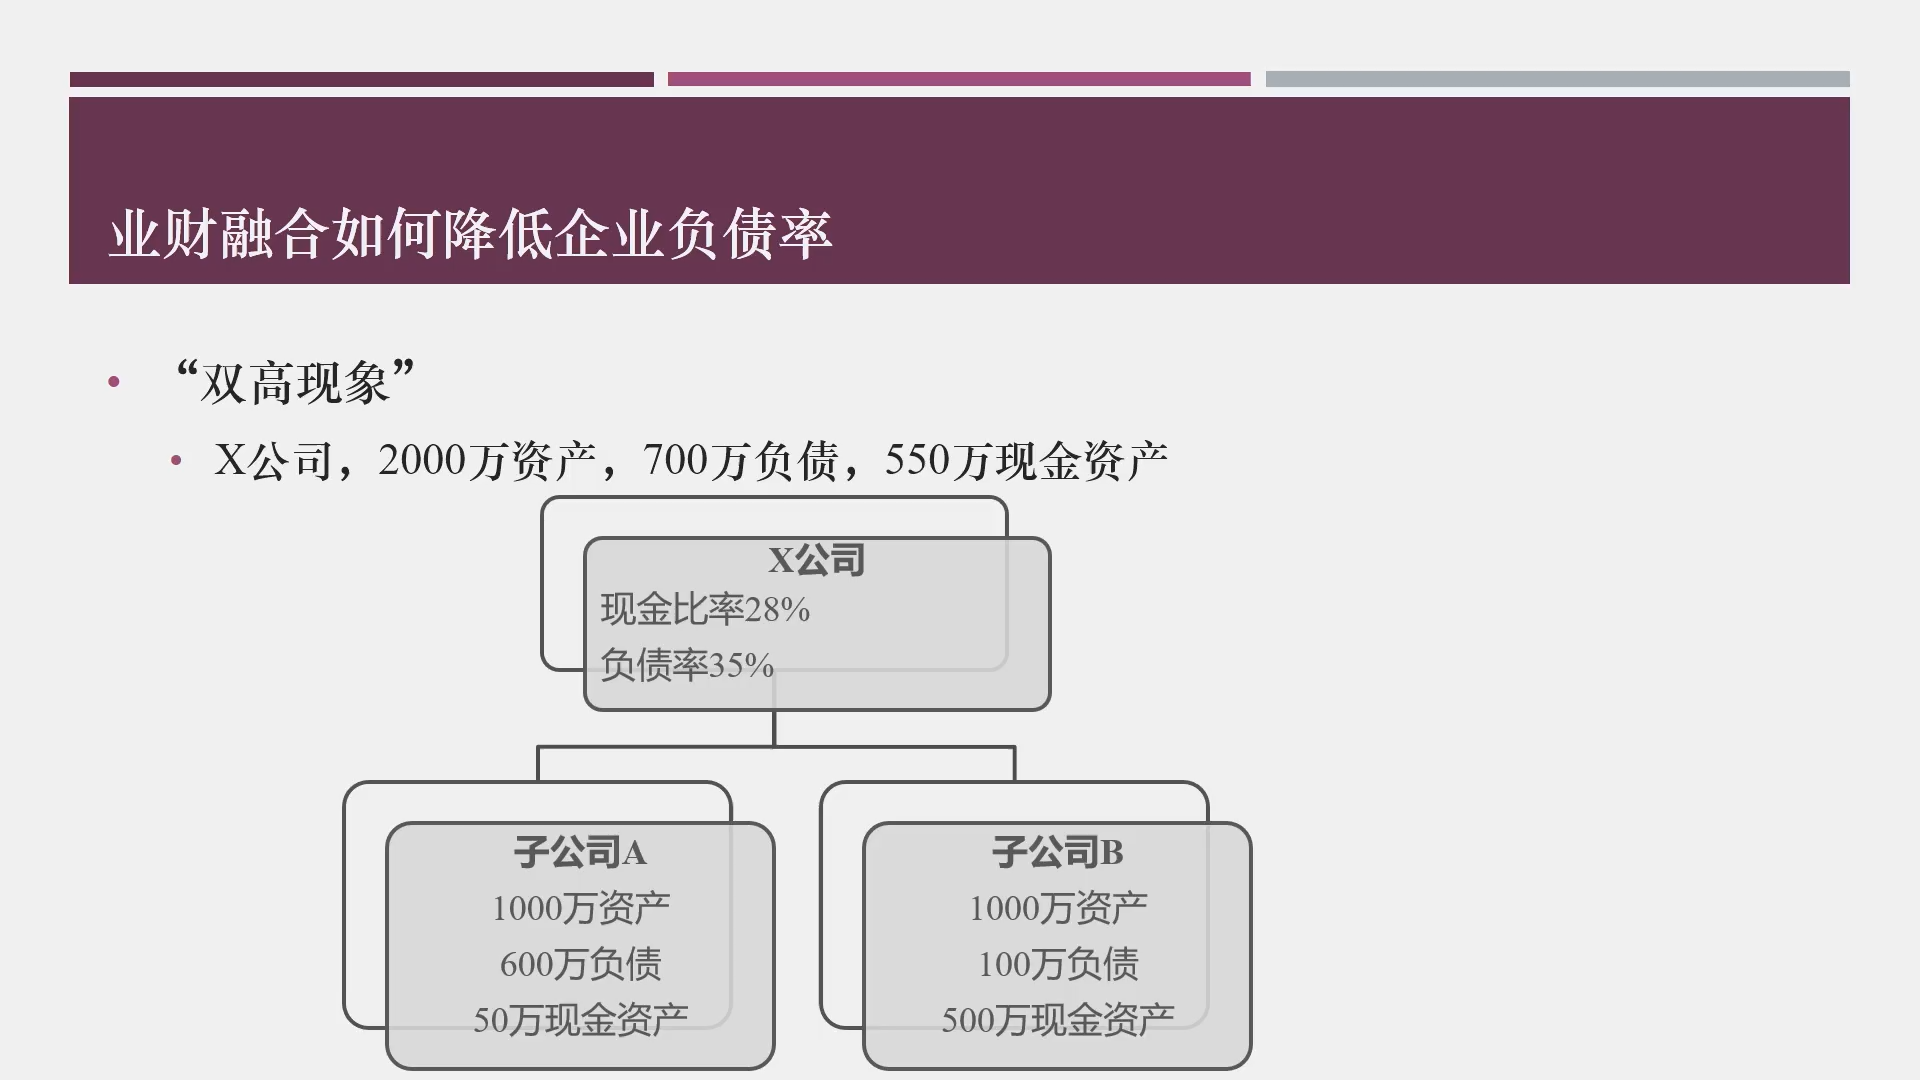 业财融合如何降低企业负债率
• “双高现象”
• X公司，2000万资产，700万负债，550万现金资产
X公司
现金比率28%
负债率35%
子公司A
1000万资产
600万负债
50万现金资产
子公司B
1000万资产
100万负债
500万现金资产